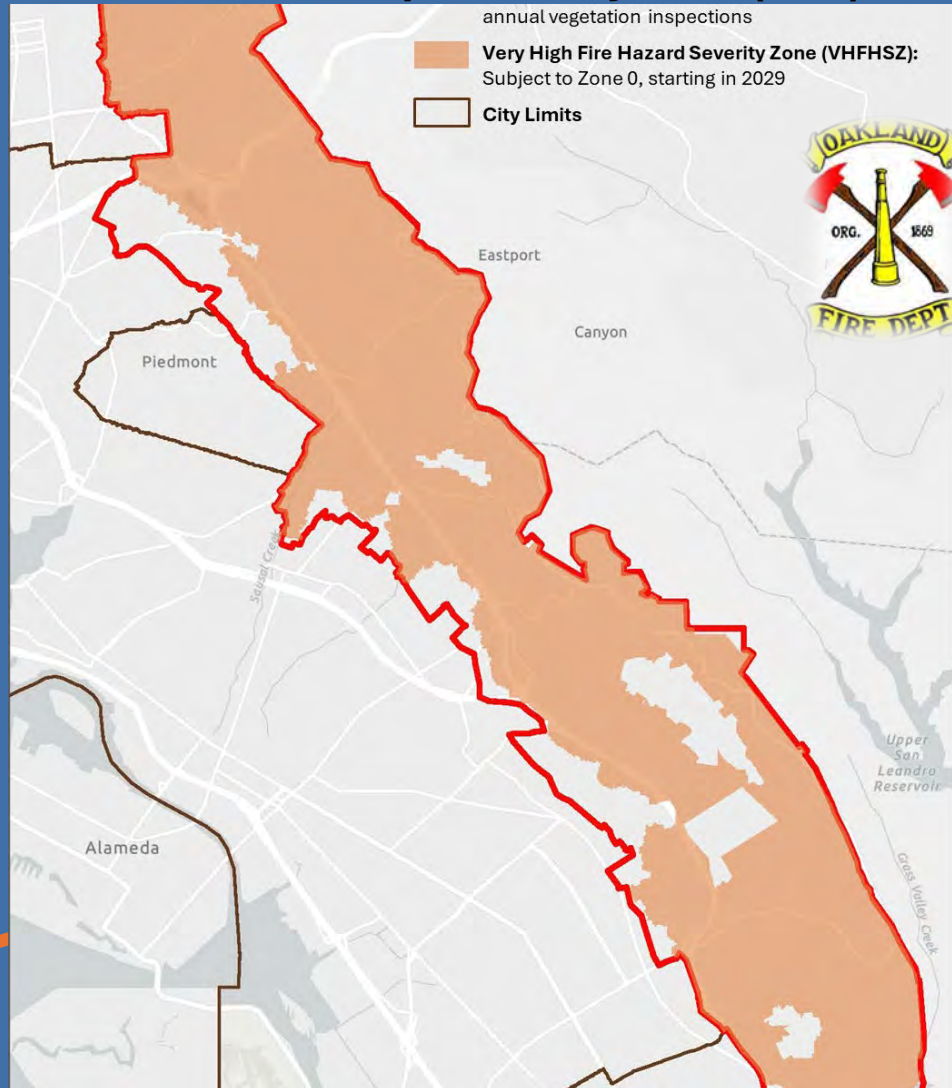 annual vegetation inspections
Very High Fire Hazard Severity Zone (VHFHSZ):
Subject to Zone 0, starting in 2029
City Limits
OAKLAND
ORG. 1869
FIRE DEPT
Eastport
Canyon
Piedmont
Sausal Creek
Upper
San
Leandro
Reservoir
Alameda
Grass Valley Creek